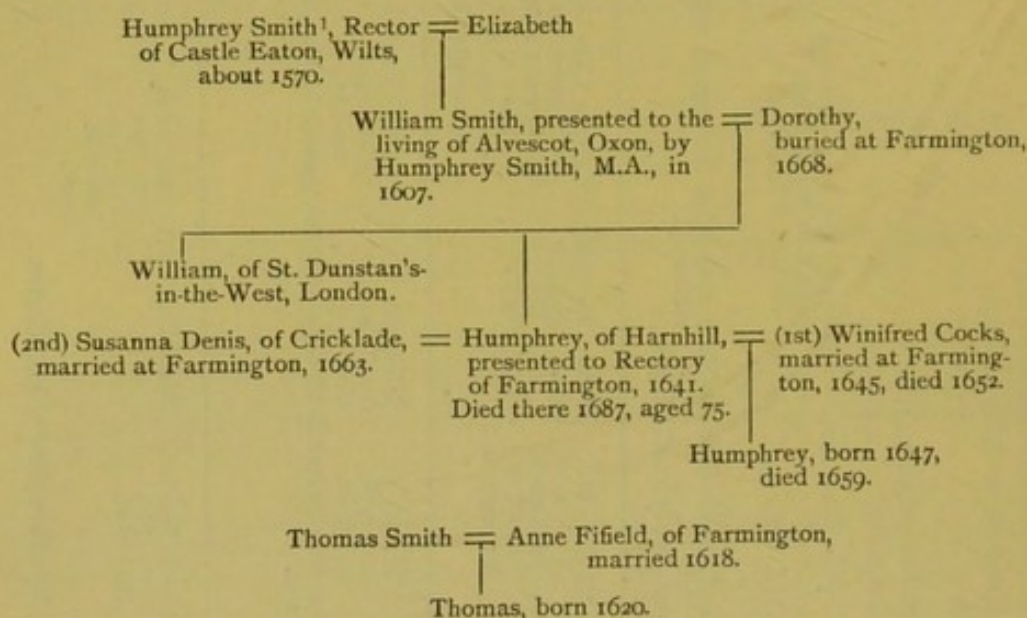 Humphrey Smith¹, Rector = Elizabeth
of Castle Eaton, Wilts,
about 1570.
William Smith, presented to the = Dorothy,
living of Alvescot, Oxon, by
buried at Farmington,
Humphrey Smith, M.A., in
1668.
1607.
William, of St. Dunstan's-
in-the-West, London.
(2nd) Susanna Denis, of Cricklade, = Humphrey, of Harnhill, = (1st) Winifred Cocks,
married at Farmington, 1663.
presented to Rectory
married at Farming-
of Farmington, 1641.
ton, 1645, died 1652.
Died there 1687, aged 75.
Humphrey, born 1647,
died 1659.
Thomas Smith = Anne Fifield, of Farmington,
married 1618.
Thomas, born 1620.